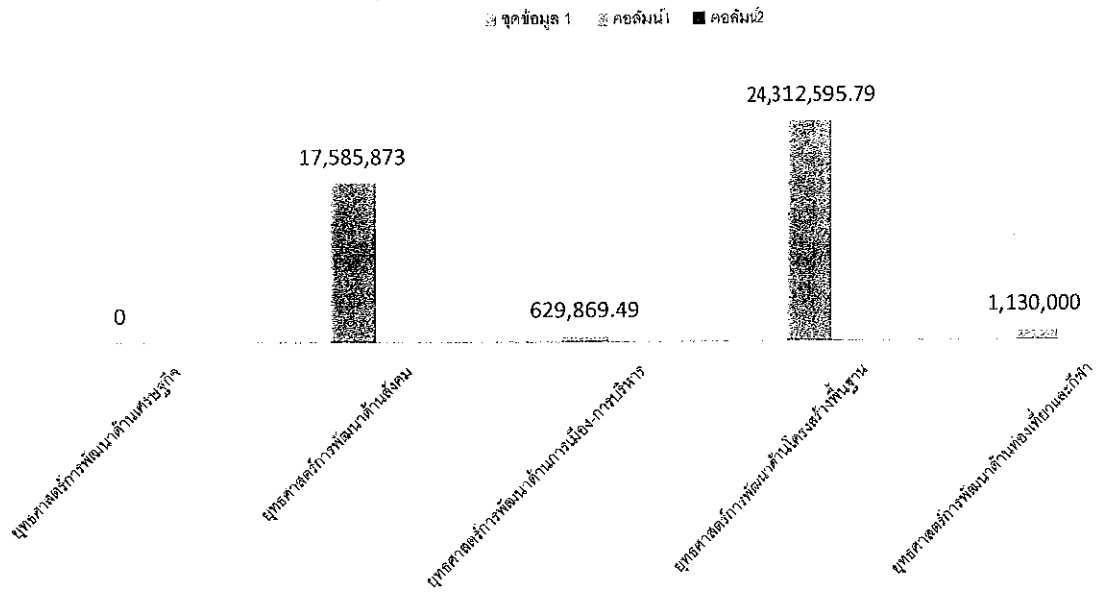 ชุดข้อมูล 1 คอลัมน์1 คอลัมน์2
24,312,595.79
17,585,873
629,869.49
1,130,000
0
ยุทธศาสตร์การพัฒนาด้านเศรษฐกิจ
ยุทธศาสตร์การพัฒนาด้านสังคม
ยุทธศาสตร์การพัฒนาด้านการเมือง-การบริหาร
ยุทธศาสตร์การพัฒนาด้านโครงสร้างพื้นฐาน
ยุทธศาสตร์การพัฒนาด้านท่องเที่ยวและกีฬา